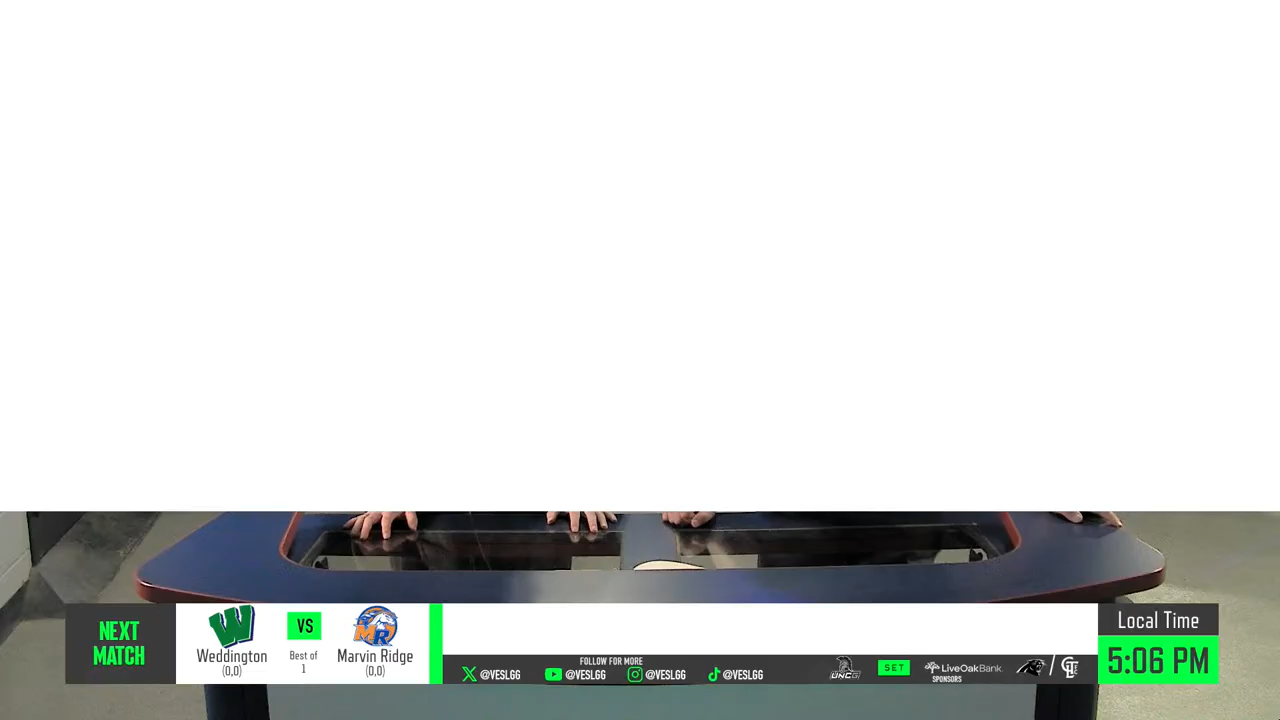 NEXT
MATCH
W
Weddington
(0,0)
VS
Best of
1
MR
Marvin Ridge
(0,0)
FOLLOW FOR MORE
@VESLGG
@VESLGG
@VESLGG
@VESLGG
UNCG
SET
LiveOakBank.
SPONSORS
Local Time
5:06 PM